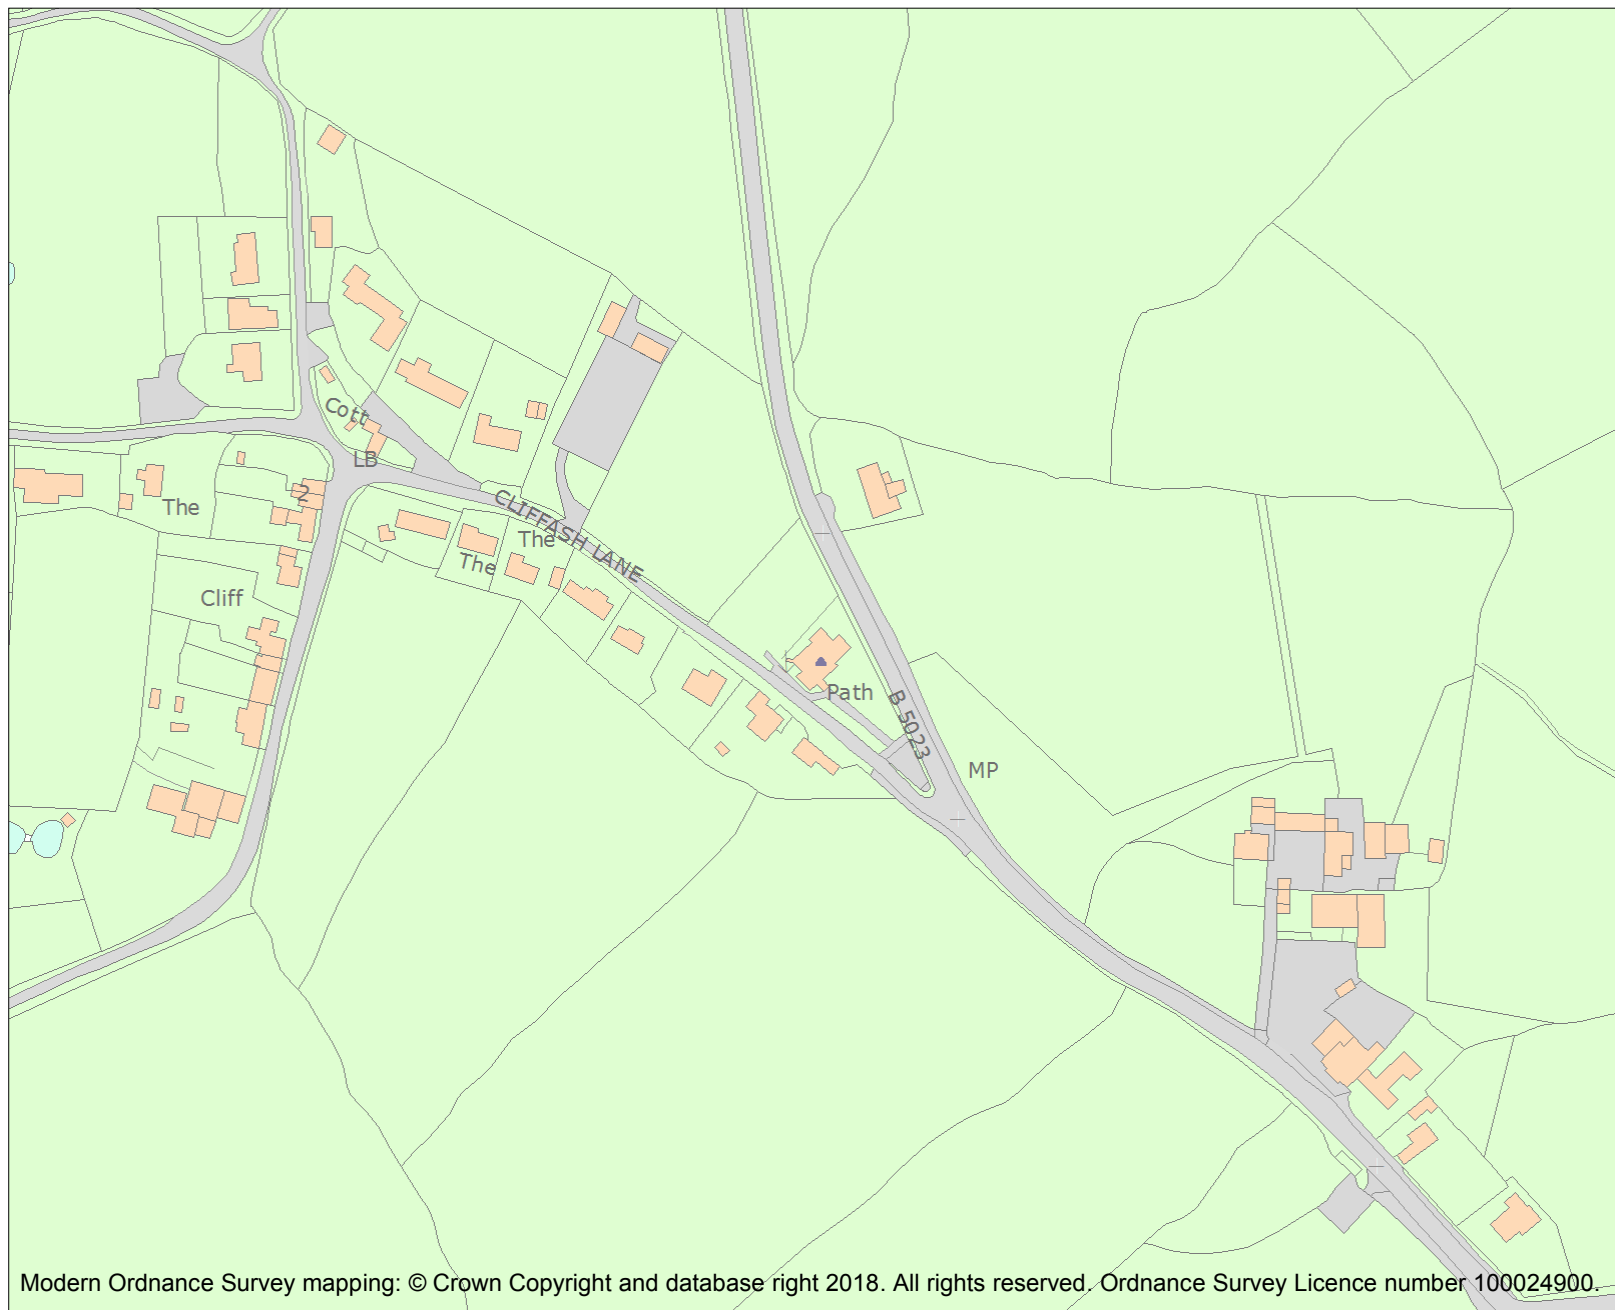 Cott
LB
2
The
CLIFFASH LANE
The
The
Cliff
Path
B 5023
MP
Modern Ordnance Survey mapping: © Crown Copyright and database right 2018. All rights reserved. Ordnance Survey Licence number 100024900.